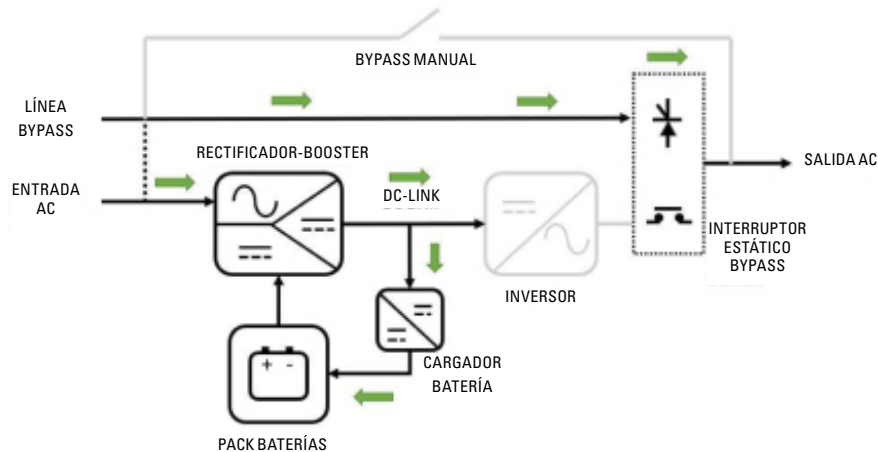 BYPASS MANUAL
LÍNEA
BYPASS
RECTIFICADOR-BOOSTER
ENTRADA
AC
DC-LINK
SALIDA AC
INTERRUPTOR
ESTÁTICO
BYPASS
INVERSOR
CARGADOR
BATERÍA
+ -
PACK BATERÍAS